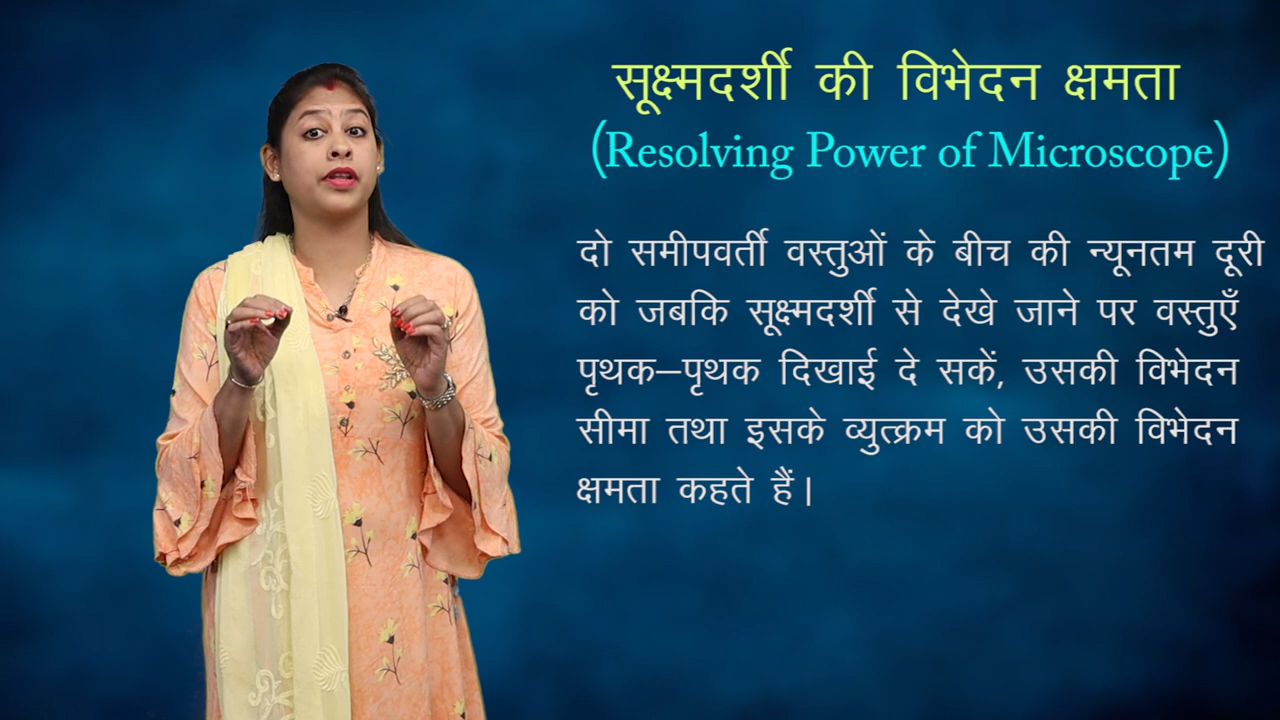 सूक्ष्मदर्शी की विभेदन क्षमता
(Resolving Power of Microscope)
दो समीपवर्ती वस्तुओं के बीच की न्यूनतम दूरी
को जबकि सूक्ष्मदर्शी से देखे जाने पर वस्तुएँ
पृथक–पृथक दिखाई दे सकें, उसकी विभेदन
सीमा तथा इसके व्युत्क्रम को उसकी विभेदन
क्षमता कहते हैं।